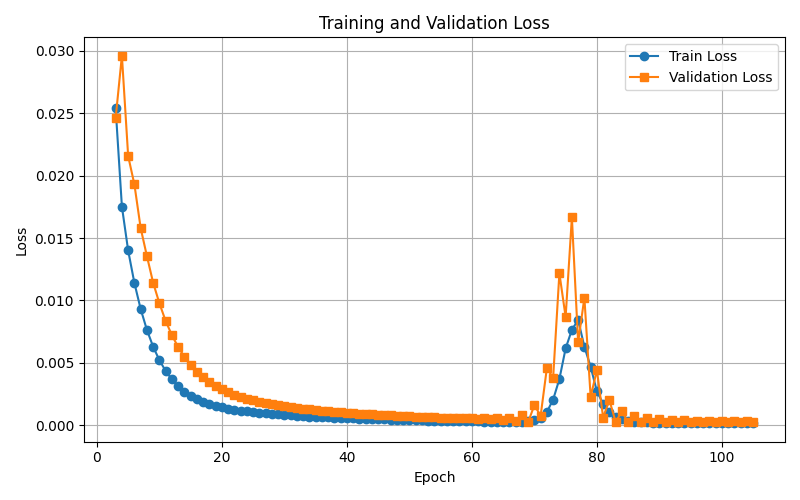 Training and Validation Loss
Train Loss
Validation Loss
Loss
0.030
0.025
0.020
0.015
0.010
0.005
0.000
0 20 40 60 80 100
Epoch